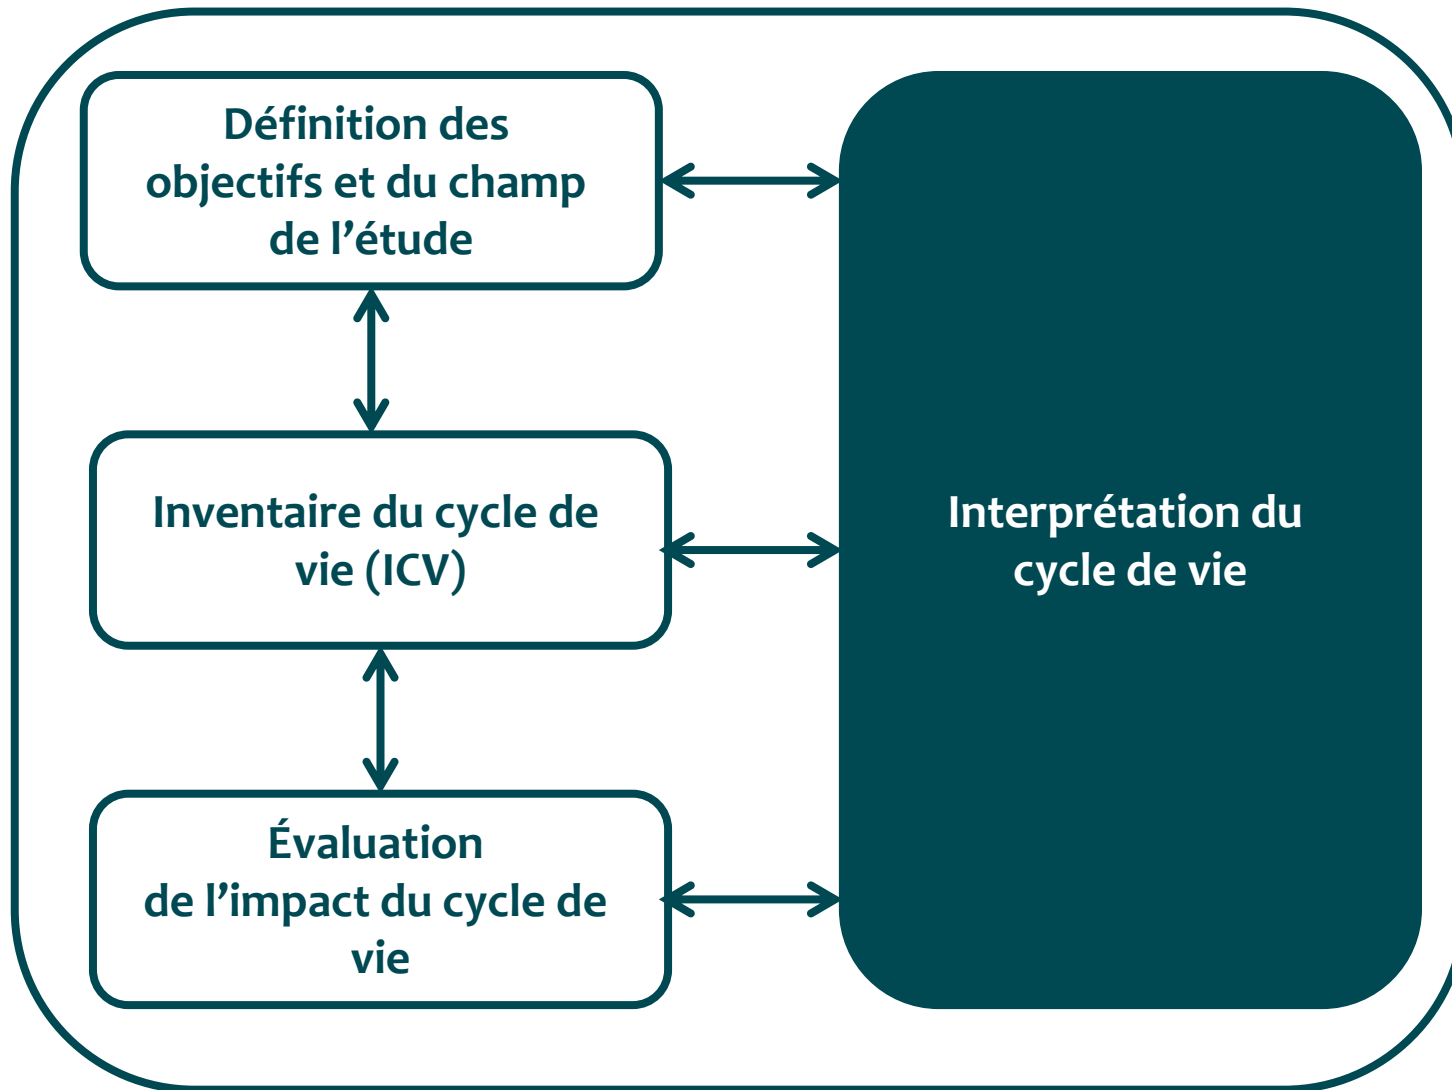 Définition des
objectifs et du champ
de l’étude
Inventaire du cycle de
vie (ICV)
Évaluation
de l’impact du cycle de
vie
Interprétation du
cycle de vie